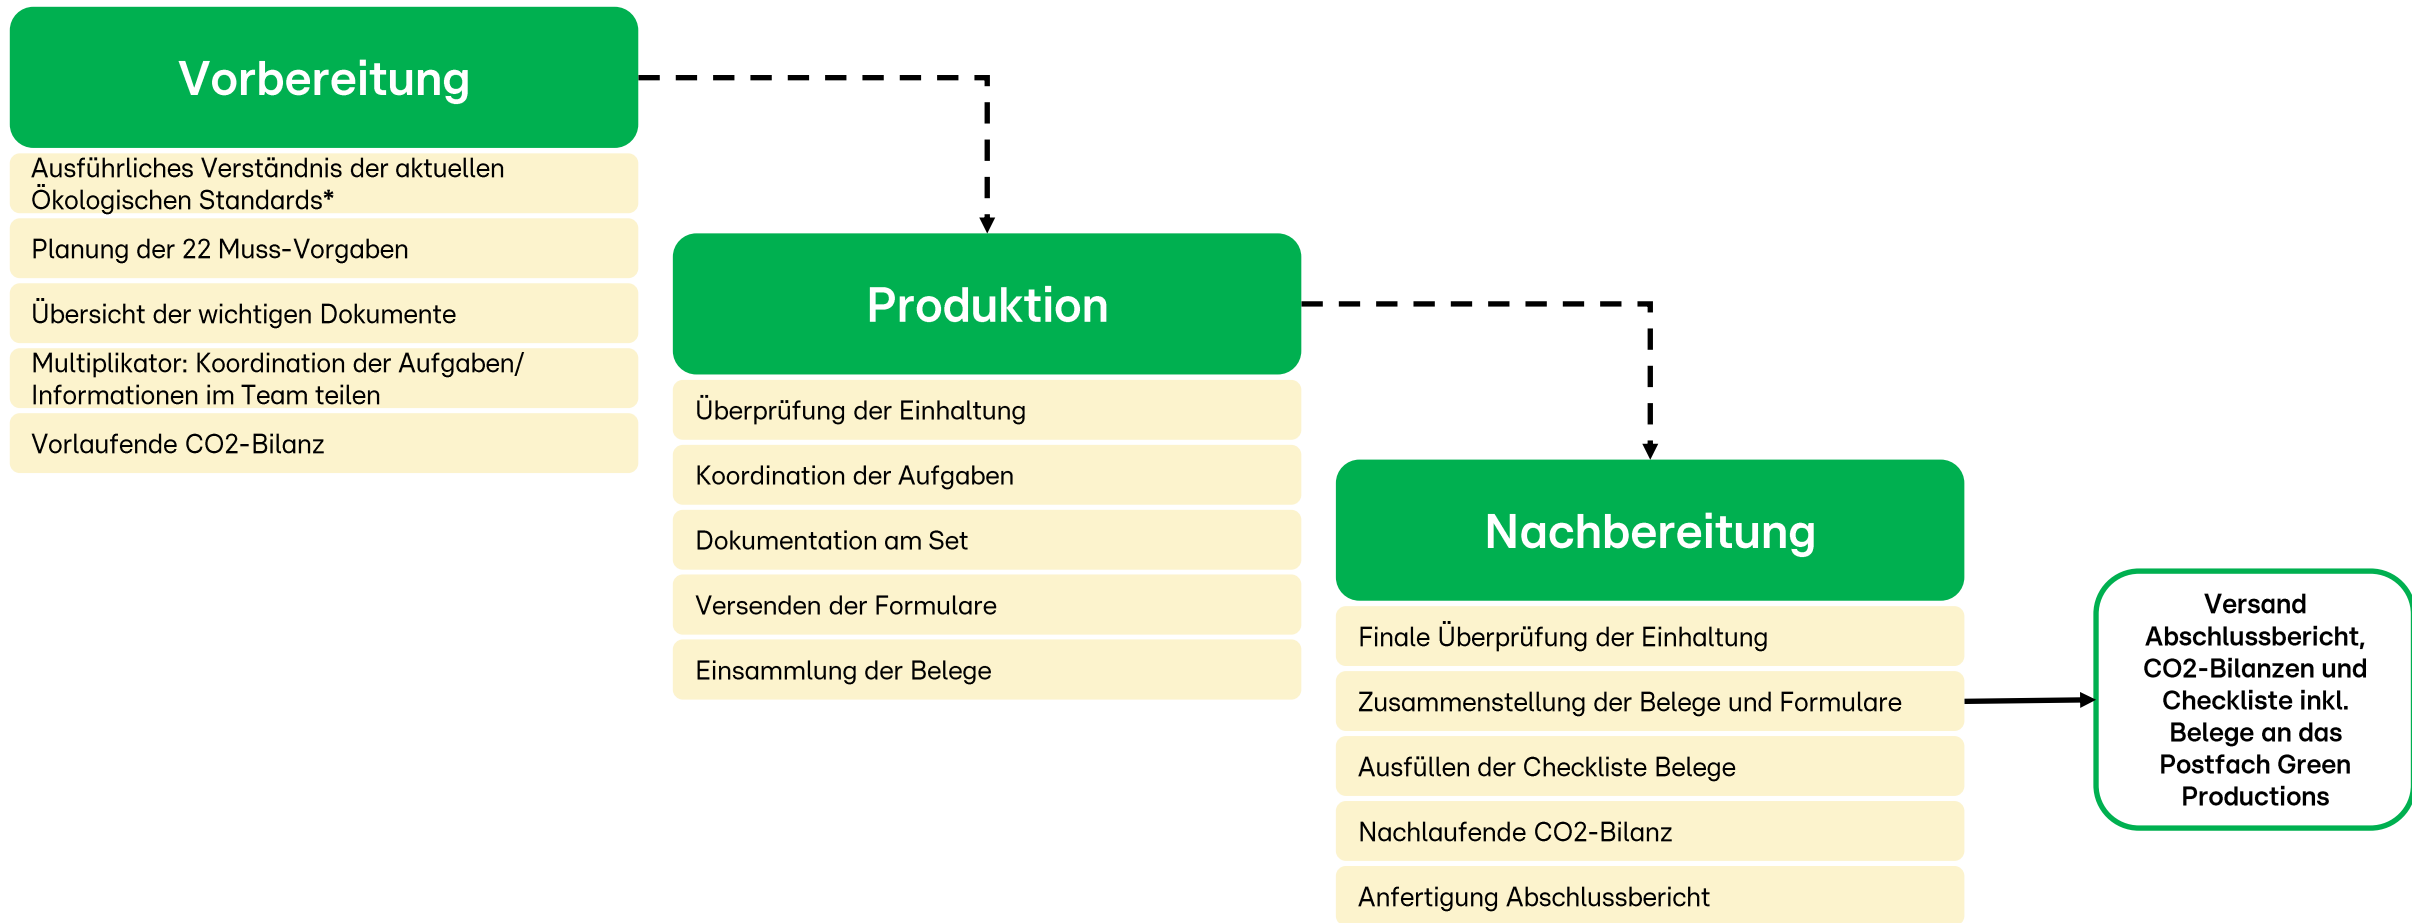 Vorbereitung
Ausführliches Verständnis der aktuellen
Ökologischen Standards*
Planung der 22 Muss-Vorgaben
Übersicht der wichtigen Dokumente
Multiplikator: Koordination der Aufgaben/
Informationen im Team teilen
Vorlaufende CO2-Bilanz
Produktion
Überprüfung der Einhaltung
Koordination der Aufgaben
Dokumentation am Set
Versenden der Formulare
Einsammlung der Belege
Nachbereitung
Finale Überprüfung der Einhaltung
Zusammenstellung der Belege und Formulare
Ausfüllen der Checkliste Belege
Nachlaufende CO2-Bilanz
Anfertigung Abschlussbericht
Versand
Abschlussbericht,
CO2-Bilanzen und
Checkliste inkl.
Belege an das
Postfach Green
Productions